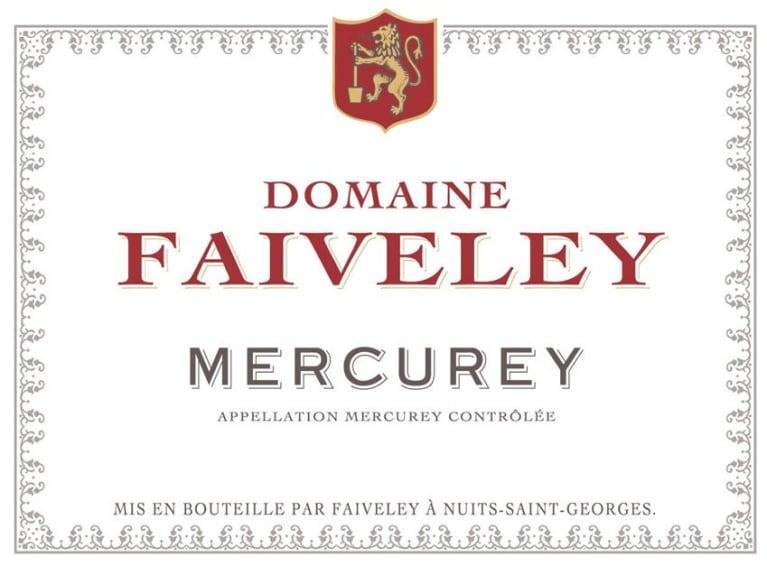 DOMAINE
FAIVELEY
MERCUREY
APPELLATION MERCUREY CONTRÔLÉE
MIS EN BOUTEILLE PAR FAIVELEY À NUITS-SAINT-GEORGES.